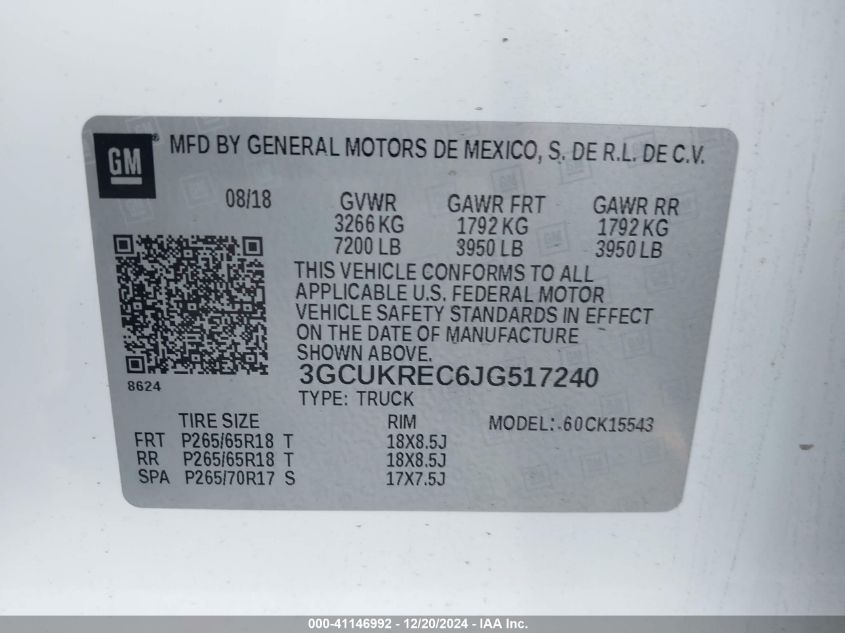 GM® MFD BY GENERAL MOTORS DE MEXICO, S. DE R.L. DE C.V.
08/18 GVWR GAWR FRT GAWR RR
3266 KG 1792 KG 1792 KG
7200 LB 3950 LB 3950 LB
THIS VEHICLE CONFORMS TO ALL
APPLICABLE U.S. FEDERAL MOTOR
VEHICLE SAFETY STANDARDS IN EFFECT
ON THE DATE OF MANUFACTURE
SHOWN ABOVE.
8624 3GCUKREC6JG517240
TYPE: TRUCK
TIRE SIZE RIM MODEL: 60CK15543
FRT P265/65R18 T 18X8.5J
RR P265/65R18 T 18X8.5J
SPA P265/70R17 S 17X7.5J
000-41146992 - 12/20/2024 - IAA Inc.